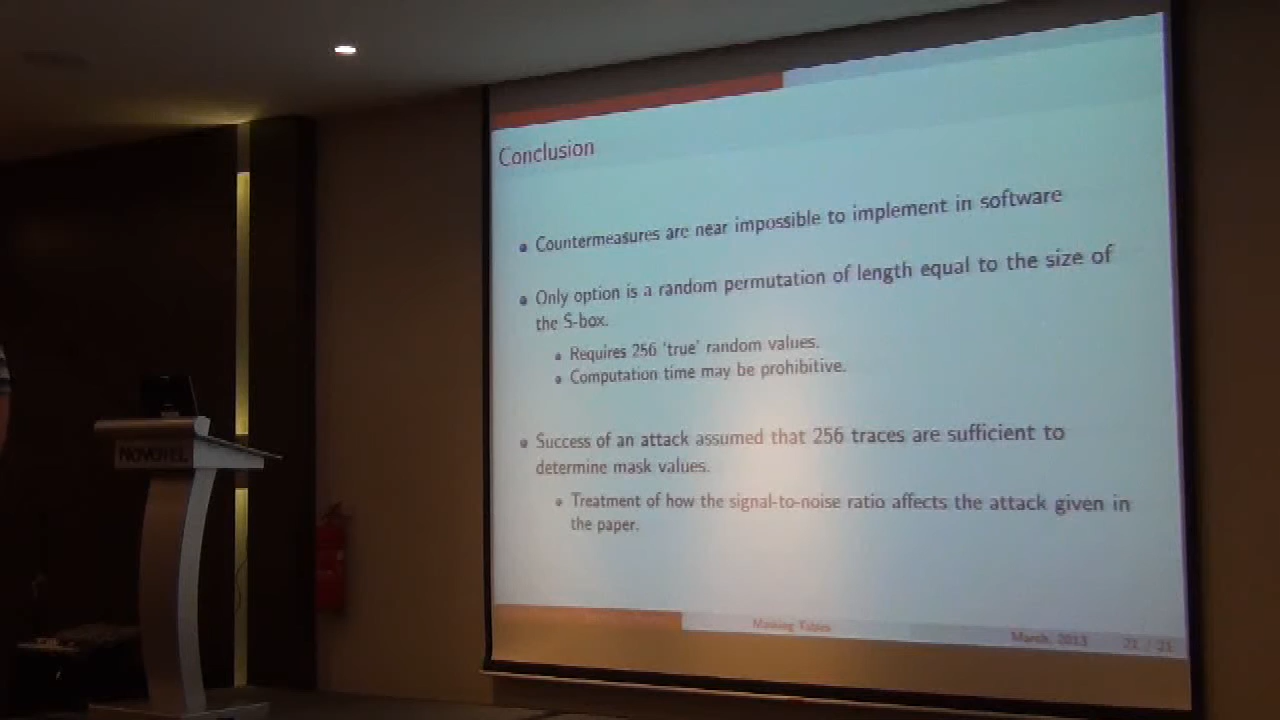 Conclusion
Countermeasures are near impossible to implement in software
Only option is a random permutation of length equal to the size of
the S-box.
Requires 256 'true' random values.
Computation time may be prohibitive.
Success of an attack assumed that 256 traces are sufficient to
determine mask values.
Treatment of how the signal-to-noise ratio affects the attack given in
the paper.
Masking Tables
March, 2013
21 / 21
NOVOTEL